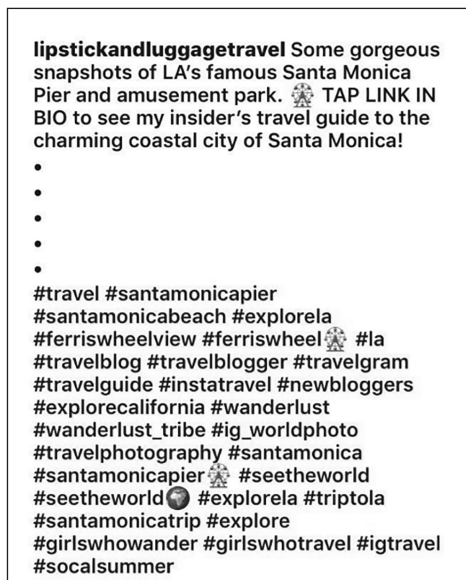 lipstickandluggagetravel Some gorgeous
snapshots of LA’s famous Santa Monica
Pier and amusement park. 🎡 TAP LINK IN
BIO to see my insider’s travel guide to the
charming coastal city of Santa Monica!
•
•
•
•
•
#travel #santamonicapier
#santamonicabeach #explorela
#ferriswheelview #ferriswheel🎡 #la
#travelblog #travelblogger #travelgram
#travelguide #instatravel #newbloggers
#explorecalifornia #wanderlust
#wanderlust_tribe #ig_worldphoto
#travelphotography #santamonica
#santamonicapier🎡 #seetheworld
#seetheworld🌍 #explorela #triptola
#santamonicatrip #explore
#girlswhowander #girlswhotravel #igtravel
#socalsummer